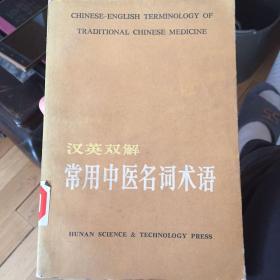 CHINESE-ENGLISH TERMINOLOGY OF
TRADITIONAL CHINESE MEDICINE
汉英双解
常用中医名词术语
HUNAN SCIENCE & TECHNOLOGY PRESS